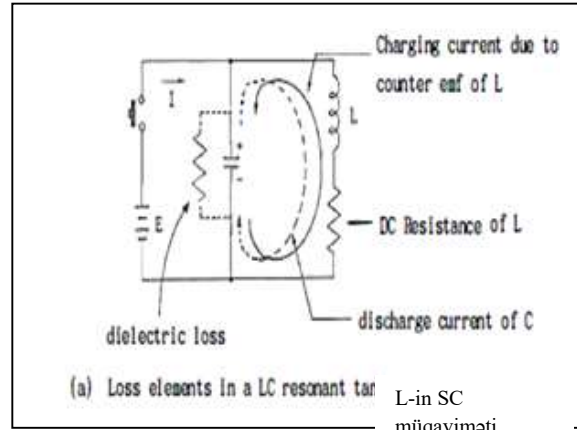 Charging current due to
counter emf of L
I
L
+
-
E
DC Resistance of L
dielectric loss
discharge current of C
(a) Loss elements in a LC resonant
L-in SC
müqaviməti